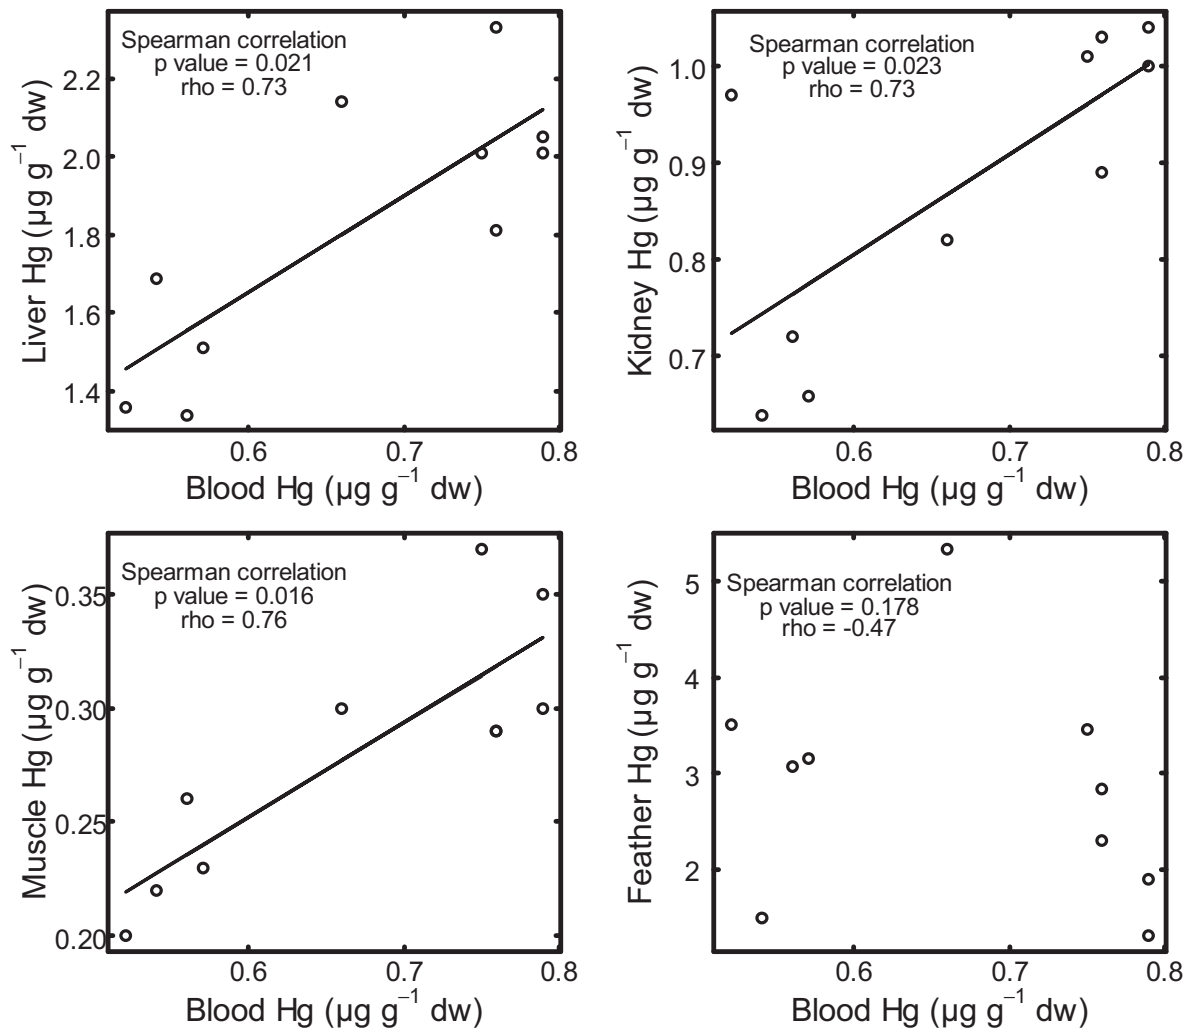 Spearman correlation
p value = 0.021
rho = 0.73
Liver Hg (µg g⁻¹ dw)
2.2
2.0
1.8
1.6
1.4
0.6 0.7 0.8
Blood Hg (µg g⁻¹ dw)
Spearman correlation
p value = 0.023
rho = 0.73
Kidney Hg (µg g⁻¹ dw)
1.0
0.9
0.8
0.7
0.6 0.7 0.8
Blood Hg (µg g⁻¹ dw)
Spearman correlation
p value = 0.016
rho = 0.76
Muscle Hg (µg g⁻¹ dw)
0.35
0.30
0.25
0.20
0.6 0.7 0.8
Blood Hg (µg g⁻¹ dw)
Spearman correlation
p value = 0.178
rho = -0.47
Feather Hg (µg g⁻¹ dw)
5
4
3
2
0.6 0.7 0.8
Blood Hg (µg g⁻¹ dw)